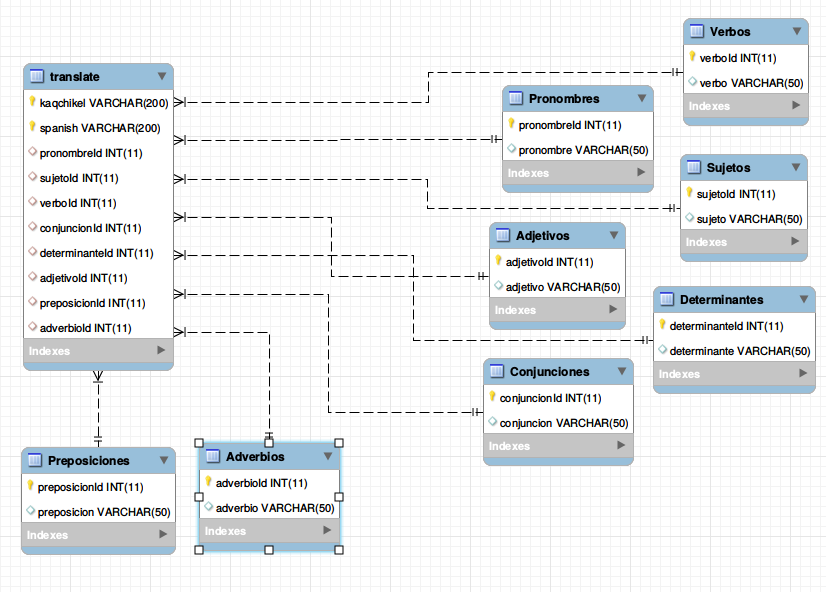 translate
kaqchikel VARCHAR(200)
spanish VARCHAR(200)
pronombreId INT(11)
sujetoId INT(11)
verboId INT(11)
conjuncionId INT(11)
determinanteId INT(11)
adjetivoId INT(11)
preposicionId INT(11)
adverbioId INT(11)
Indexes
Verbos
verboId INT(11)
verbo VARCHAR(50)
Indexes
Pronombres
pronombreId INT(11)
pronombre VARCHAR(50)
Indexes
Sujetos
sujetoId INT(11)
sujeto VARCHAR(50)
Indexes
Adjetivos
adjetivoId INT(11)
adjetivo VARCHAR(50)
Indexes
Determinantes
determinanteId INT(11)
determinante VARCHAR(50)
Indexes
Conjunciones
conjuncionId INT(11)
conjuncion VARCHAR(50)
Indexes
Preposiciones
preposicionId INT(11)
preposicion VARCHAR(50)
Indexes
Adverbios
adverbioId INT(11)
adverbio VARCHAR(50)
Indexes